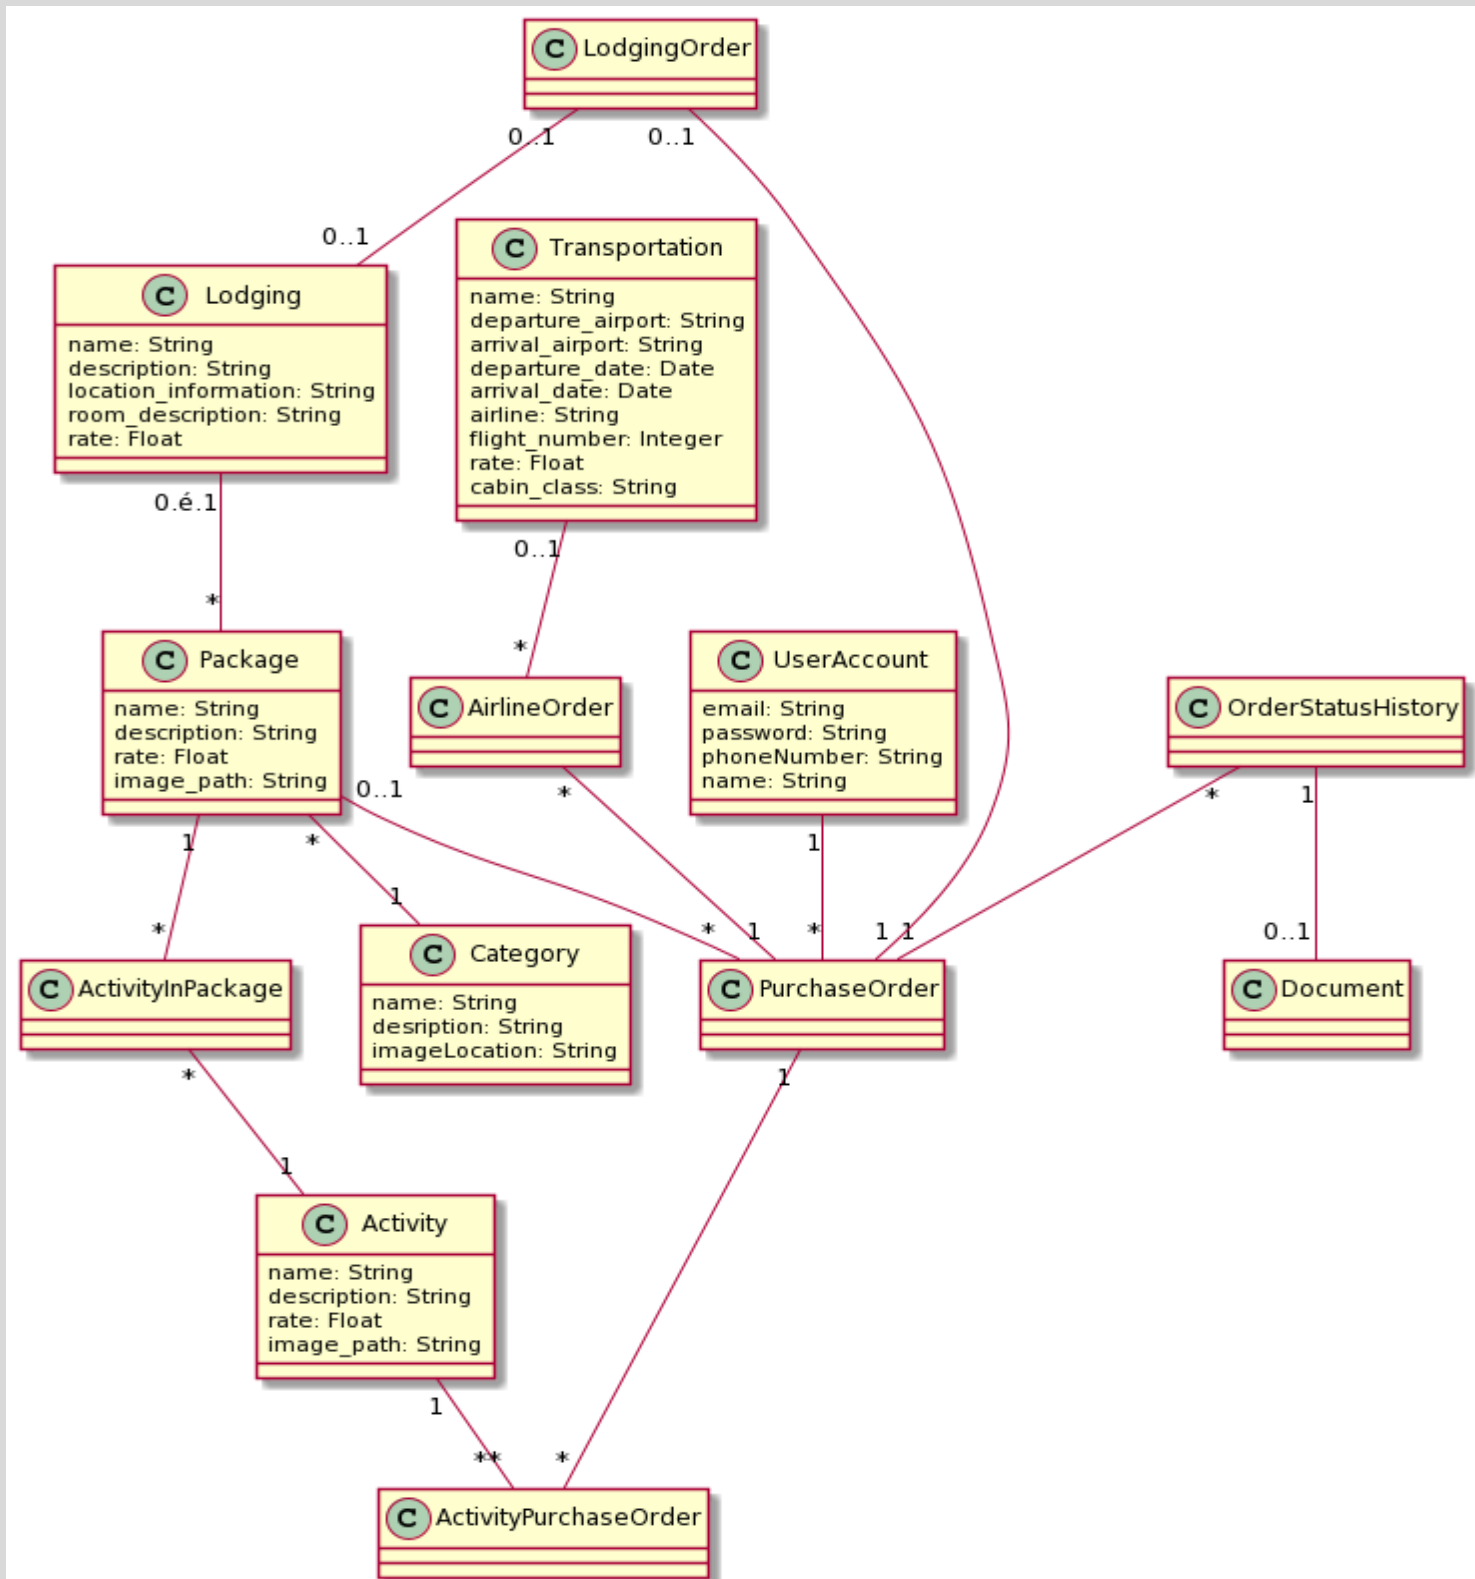 C LodgingOrder
0..1
0..1
0..1
C Transportation
name: String
departure_airport: String
arrival_airport: String
departure_date: Date
arrival_date: Date
airline: String
flight_number: Integer
rate: Float
cabin_class: String
C Lodging
name: String
description: String
location_information: String
room_description: String
rate: Float
0.é.1
*
0..1
*
C Package
name: String
description: String
rate: Float
image_path: String
C AirlineOrder
C UserAccount
email: String
password: String
phoneNumber: String
name: String
C OrderStatusHistory
0..1
1
*
*
1
*
1
*
1
*
1
*
1
1
0..1
*
C ActivityInPackage
C Category
name: String
desription: String
imageLocation: String
C PurchaseOrder
C Document
*
1
1
C Activity
name: String
description: String
rate: Float
image_path: String
1
**
*
C ActivityPurchaseOrder